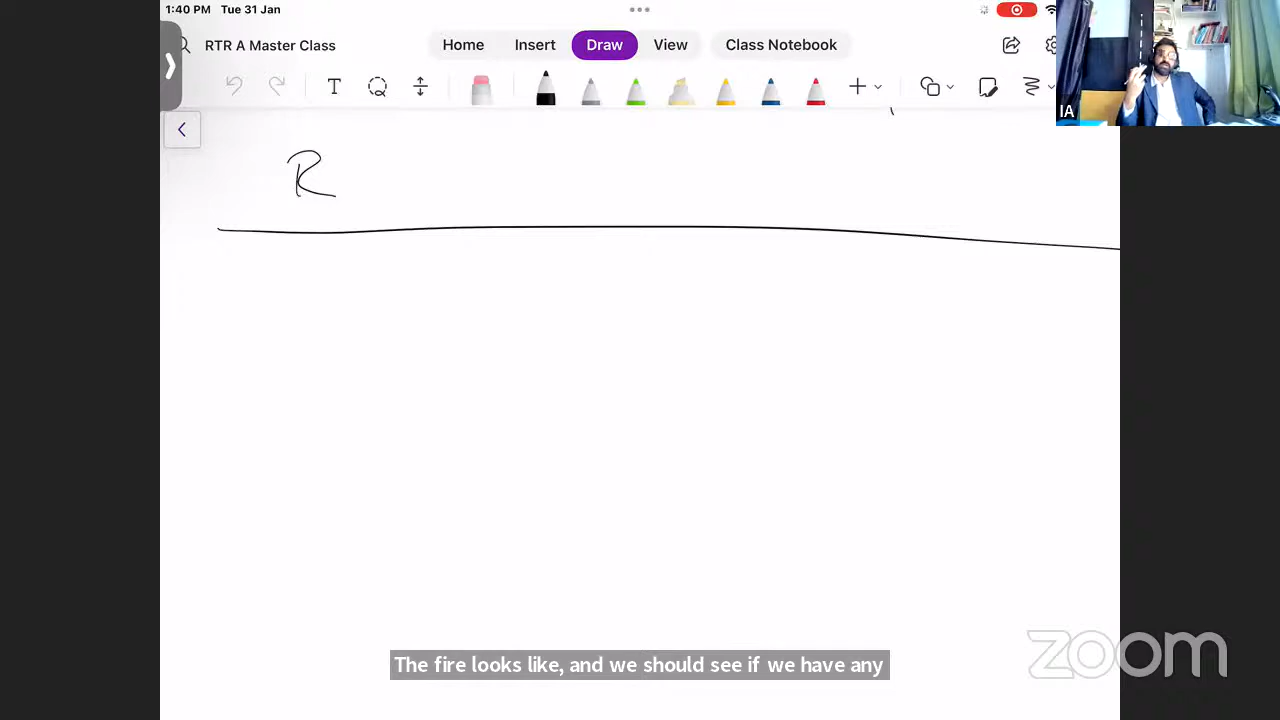 1:40 PM Tue 31 Jan
RTR A Master Class
Home Insert Draw View Class Notebook
T
IA
R
The fire looks like, and we should see if we have any
zoom